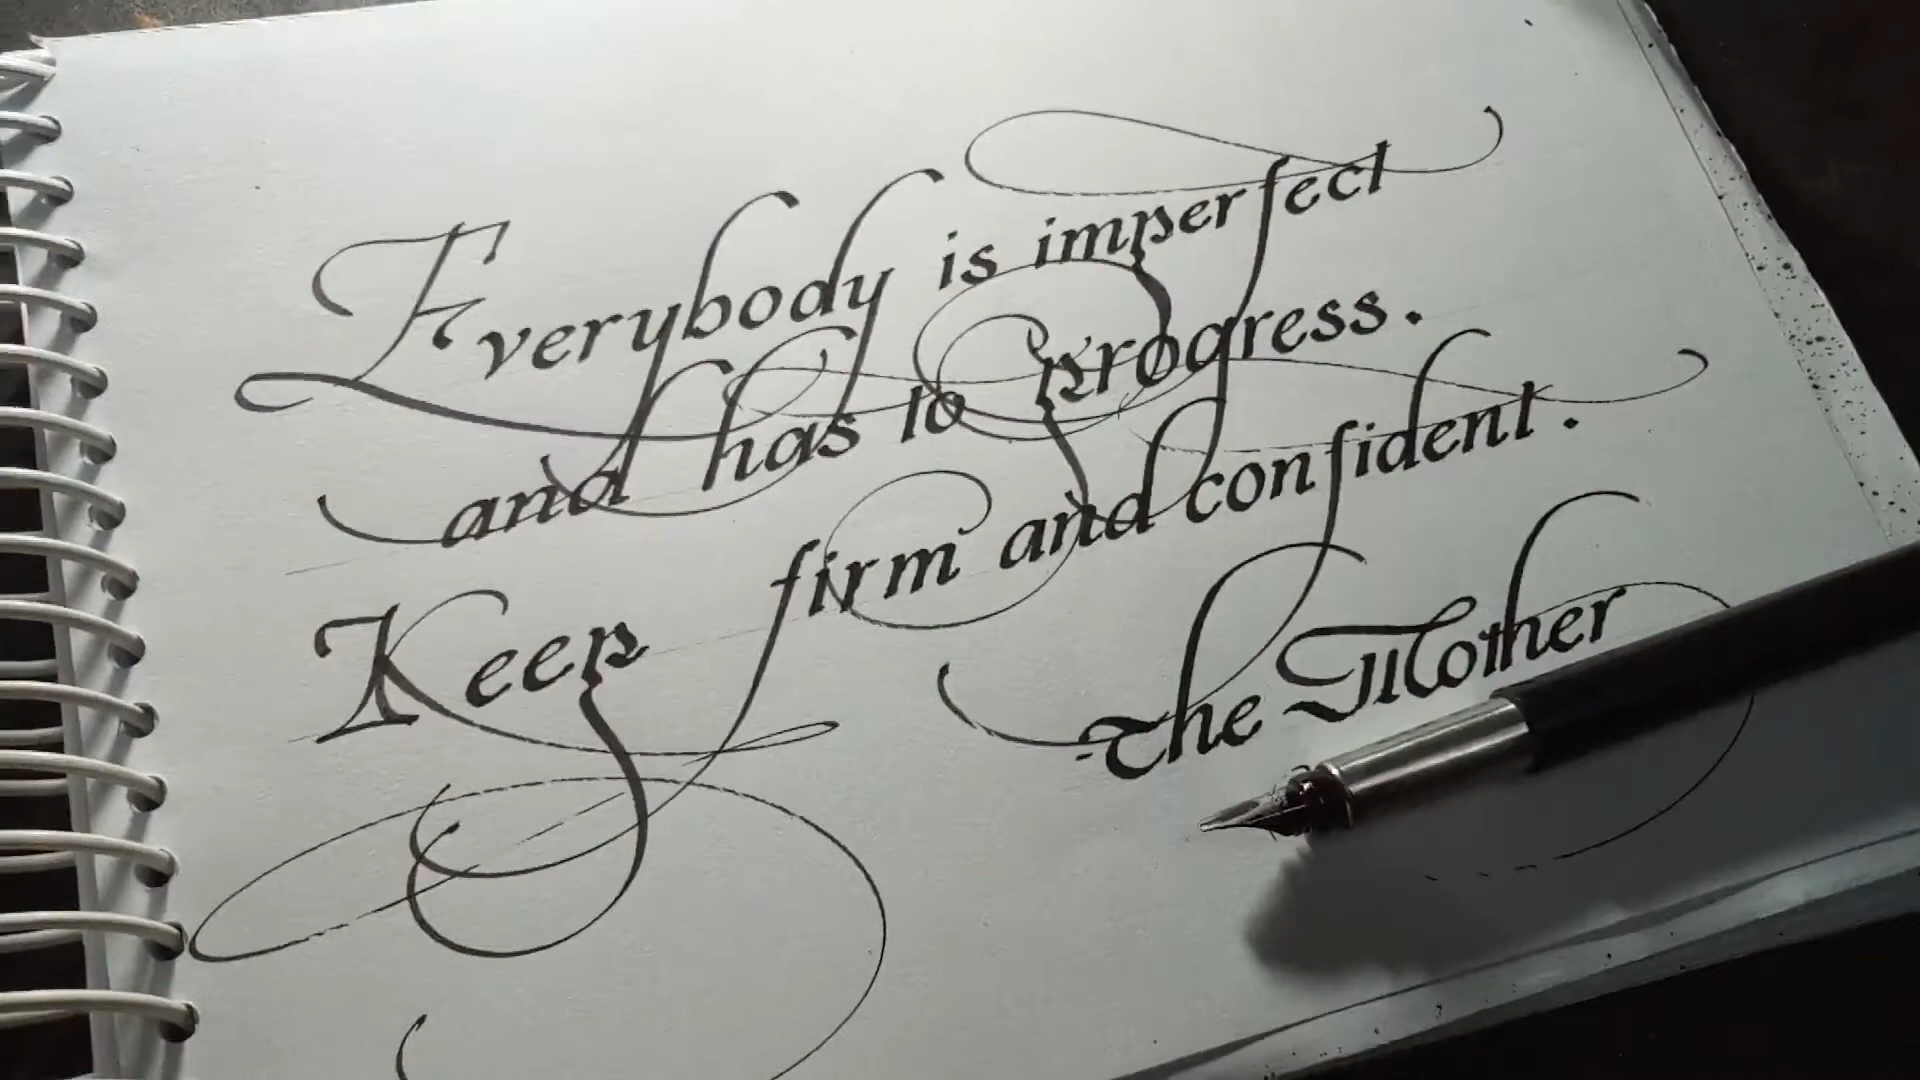 Everybody is imperfect
and has to progress.
Keep firm and confident.
The Mother